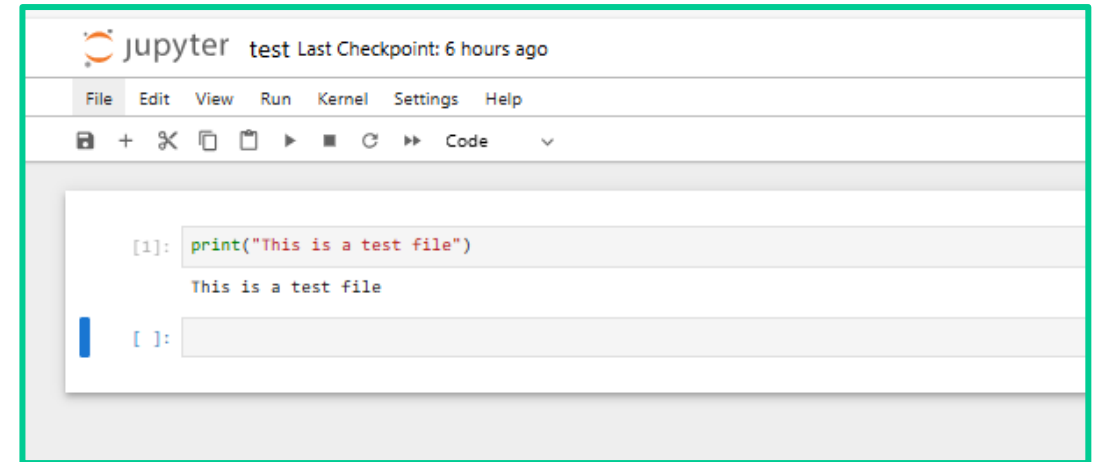 jupyter test Last Checkpoint: 6 hours ago
File Edit View Run Kernel Settings Help
Code
[1]: print("This is a test file")
This is a test file
[ ]: